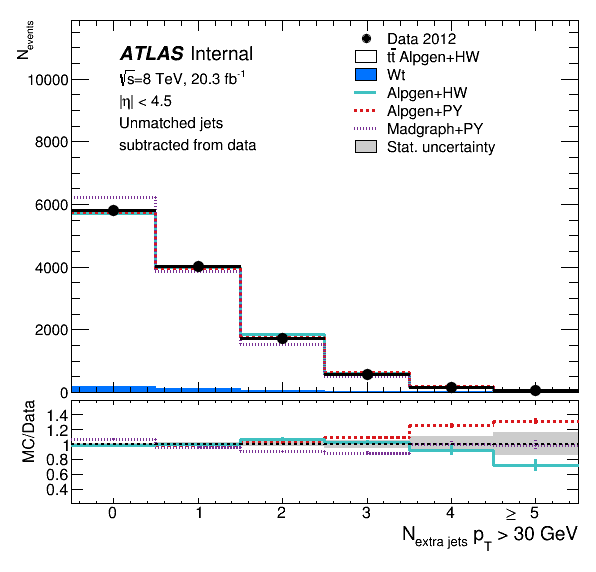 N_events
10000
8000
6000
4000
2000
0
ATLAS Internal
√s=8 TeV, 20.3 fb⁻¹
|η| < 4.5
Unmatched jets
subtracted from data
Data 2012
tt̄ Alpgen+HW
Wt
Alpgen+HW
Alpgen+PY
Madgraph+PY
Stat. uncertainty
MC/Data
1.4
1.2
1
0.8
0.6
0.4
0 1 2 3 4 ≥ 5
N_extra jets p_T > 30 GeV